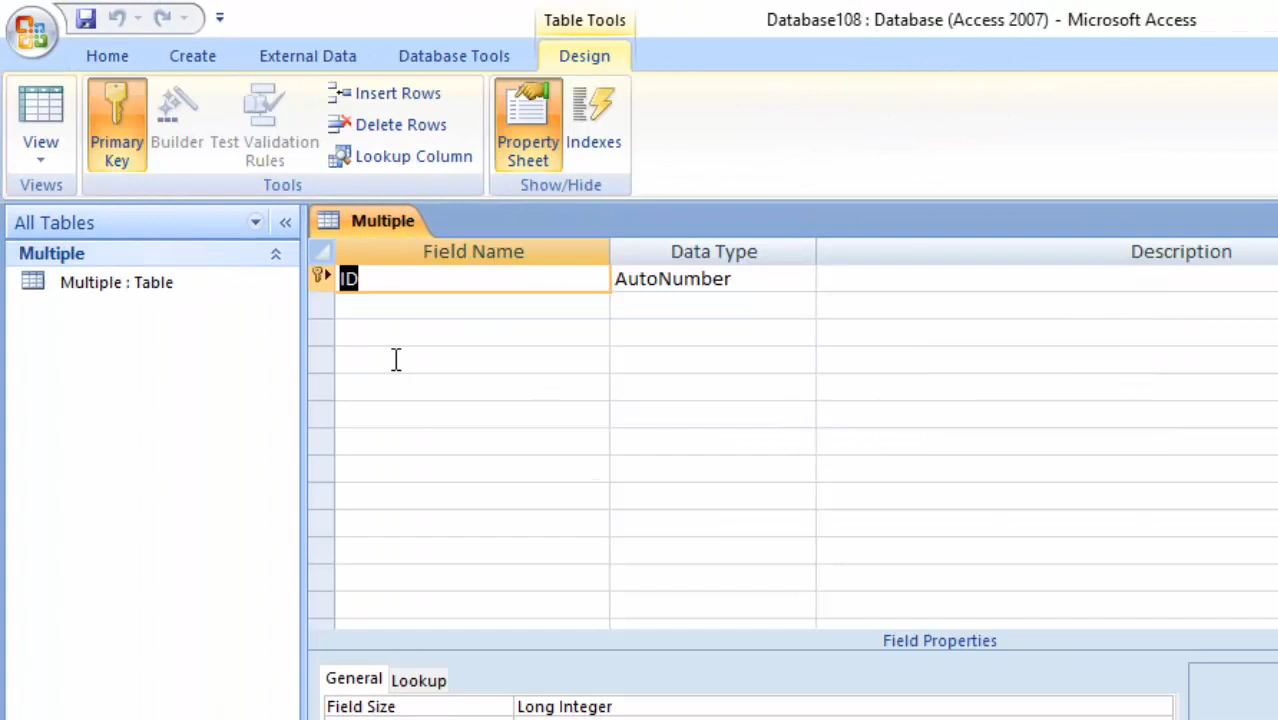 Table Tools
Database108 : Database (Access 2007) - Microsoft Access
Home
Create
External Data
Database Tools
Design
View
Primary
Key
Builder
Test Validation
Rules
Insert Rows
Delete Rows
Lookup Column
Property
Sheet
Indexes
Views
Tools
Show/Hide
All Tables
«
Multiple
Multiple : Table
Multiple
Field Name
Data Type
Description
ID
AutoNumber
Field Properties
General
Lookup
Field Size
Long Integer